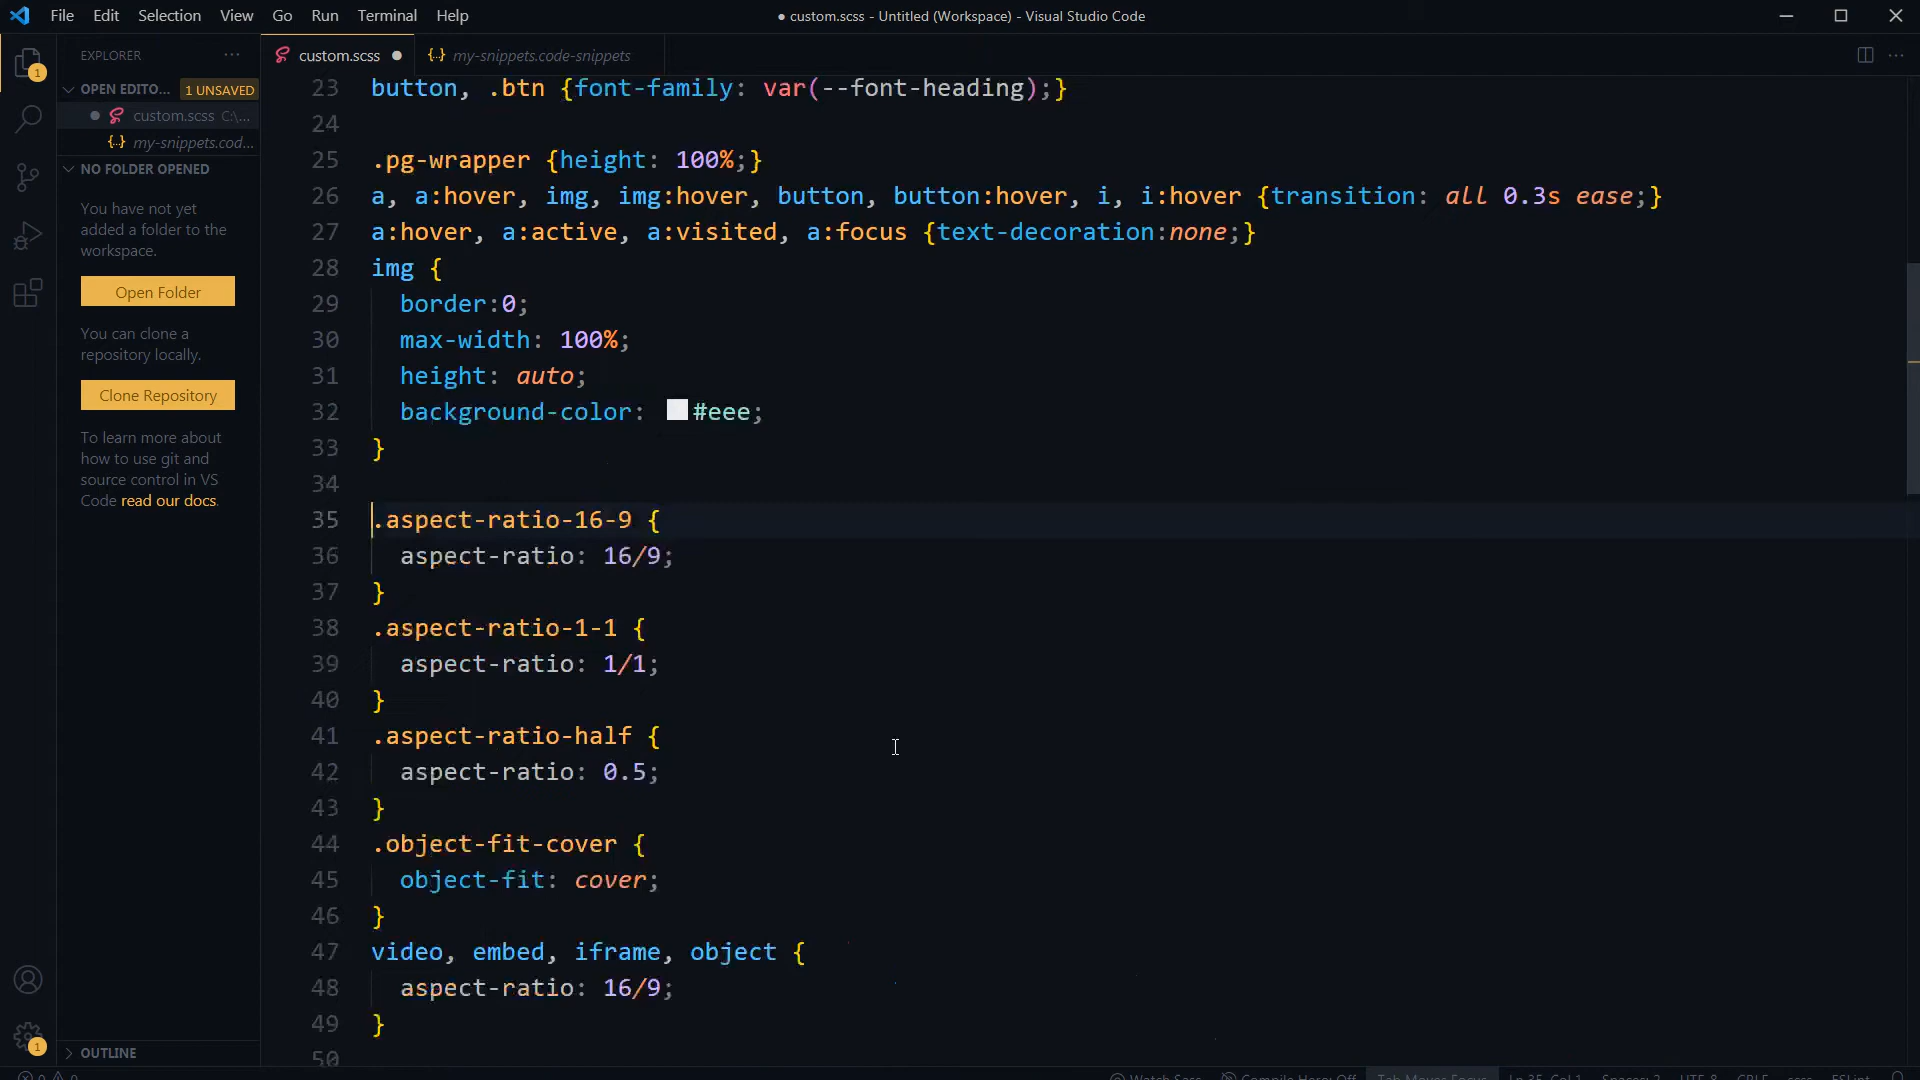 File Edit Selection View Go Run Terminal Help
● custom.scss - Untitled (Workspace) - Visual Studio Code
EXPLORER ···
custom.scss ●
{··} my-snippets.code-snippets
OPEN EDITO... 1 UNSAVED
● custom.scss C:\...
{··} my-snippets.cod...
NO FOLDER OPENED
You have not yet
added a folder to the
workspace.
Open Folder
You can clone a
repository locally.
Clone Repository
To learn more about
how to use git and
source control in VS
Code read our docs.
OUTLINE
1
1
23 button, .btn {font-family: var(--font-heading);}
24
25 .pg-wrapper {height: 100%;}
26 a, a:hover, img, img:hover, button, button:hover, i, i:hover {transition: all 0.3s ease;}
27 a:hover, a:active, a:visited, a:focus {text-decoration:none;}
28 img {
29 border:0;
30 max-width: 100%;
31 height: auto;
32 background-color: #eee;
33 }
34
35 .aspect-ratio-16-9 {
36 aspect-ratio: 16/9;
37 }
38 .aspect-ratio-1-1 {
39 aspect-ratio: 1/1;
40 }
41 .aspect-ratio-half {
42 aspect-ratio: 0.5;
43 }
44 .object-fit-cover {
45 object-fit: cover;
46 }
47 video, embed, iframe, object {
48 aspect-ratio: 16/9;
49 }
50